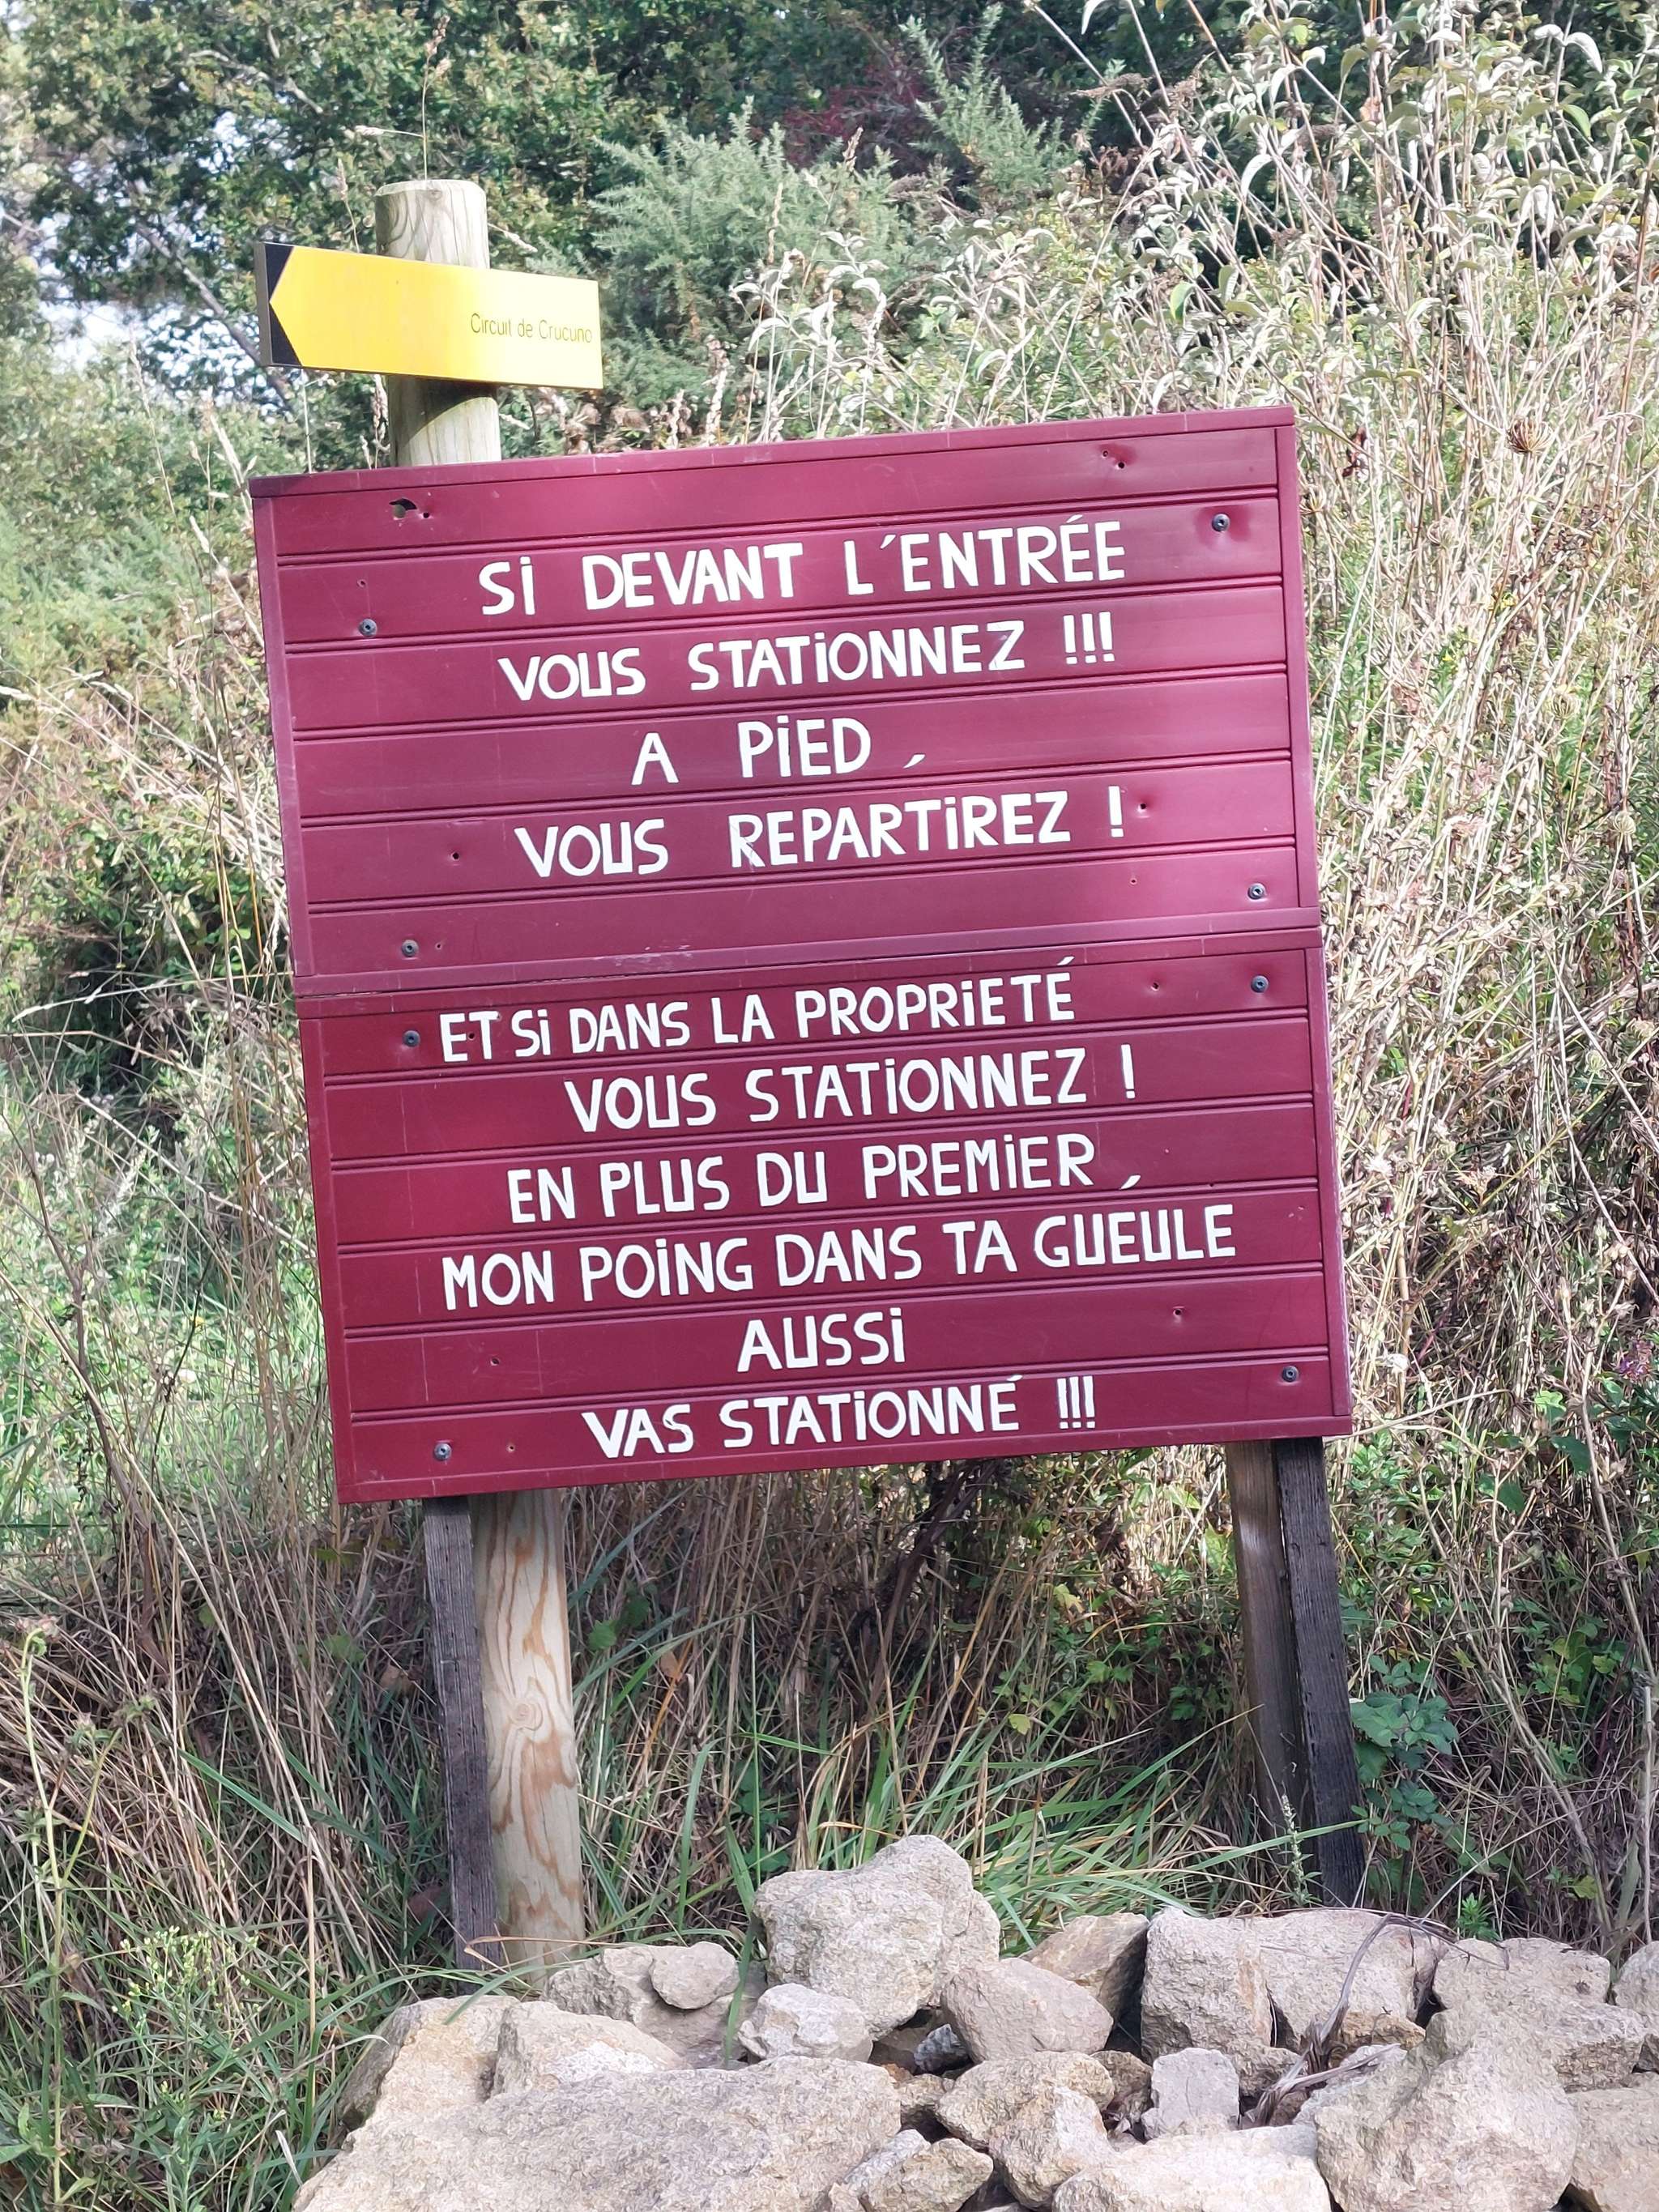 Circuit de Crucuno
Si DEVANT L'ENTRÉE
VOUS STATiONNEZ !!!
A PiED,
VOUS REPARTiREZ !
ET Si DANS LA PROPRiETÉ
VOUS STATiONNEZ !
EN PLUS DU PREMiER,
MON POiNG DANS TA GUEULE
AUSSi
VAS STATiONNÉ !!!